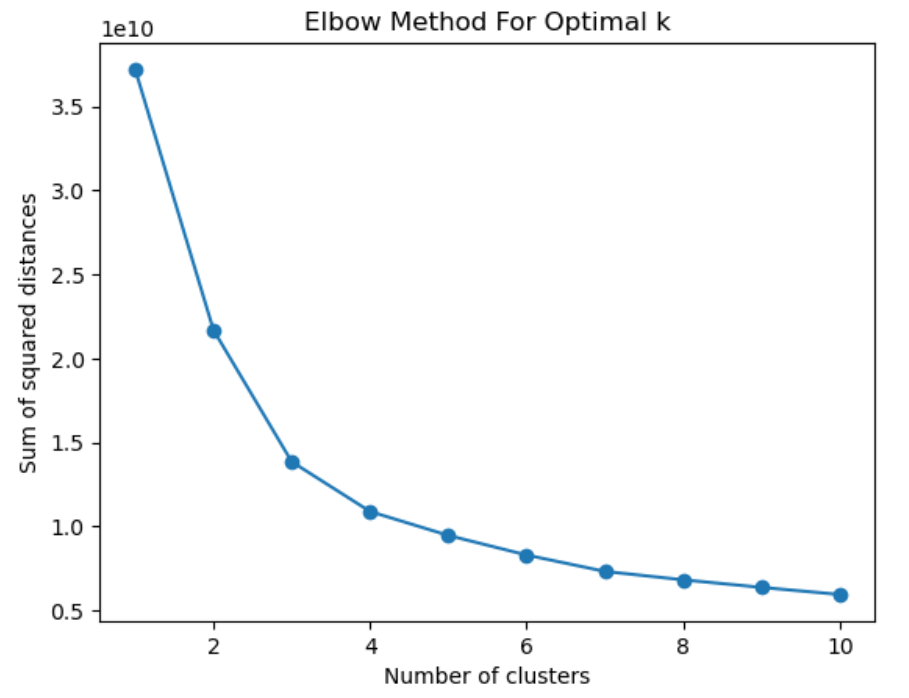 Elbow Method For Optimal k
1e10
3.5
3.0
2.5
2.0
1.5
1.0
0.5
Sum of squared distances
2 4 6 8 10
Number of clusters